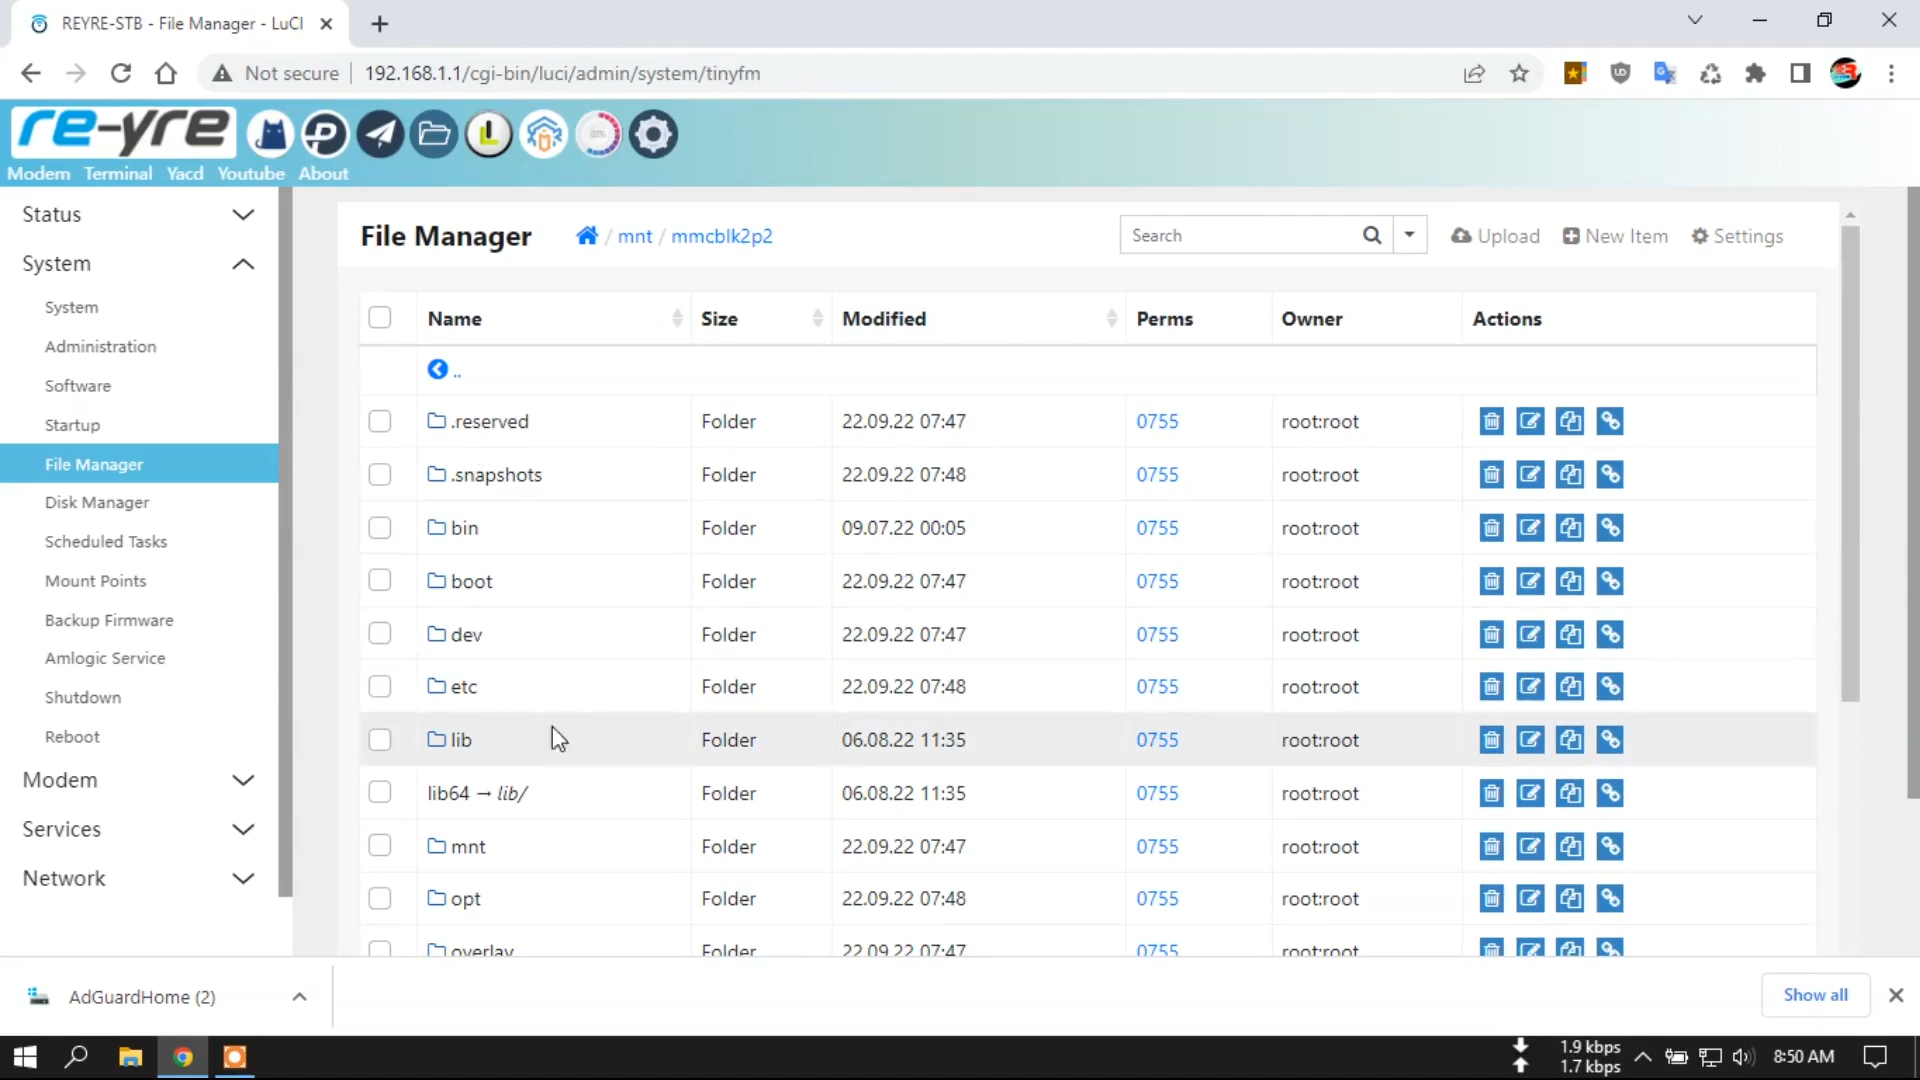 REYRE-STB - File Manager - LuCI
Not secure
192.168.1.1/cgi-bin/luci/admin/system/tinyfm
re-yre
Modem Terminal Yacd Youtube About
Status
System
System
Administration
Software
Startup
File Manager
Disk Manager
Scheduled Tasks
Mount Points
Backup Firmware
Amlogic Service
Shutdown
Reboot
Modem
Services
Network
File Manager / mnt / mmcblk2p2
Search
Upload New Item Settings
Name Size Modified Perms Owner Actions
..
.reserved Folder 22.09.22 07:47 0755 root:root
.snapshots Folder 22.09.22 07:48 0755 root:root
bin Folder 09.07.22 00:05 0755 root:root
boot Folder 22.09.22 07:47 0755 root:root
dev Folder 22.09.22 07:47 0755 root:root
etc Folder 22.09.22 07:48 0755 root:root
lib Folder 06.08.22 11:35 0755 root:root
lib64 → lib/ Folder 06.08.22 11:35 0755 root:root
mnt Folder 22.09.22 07:47 0755 root:root
opt Folder 22.09.22 07:48 0755 root:root
overlay Folder 22.09.22 07:47 0755 root:root
AdGuardHome (2)
Show all
1.9 kbps
1.7 kbps
8:50 AM